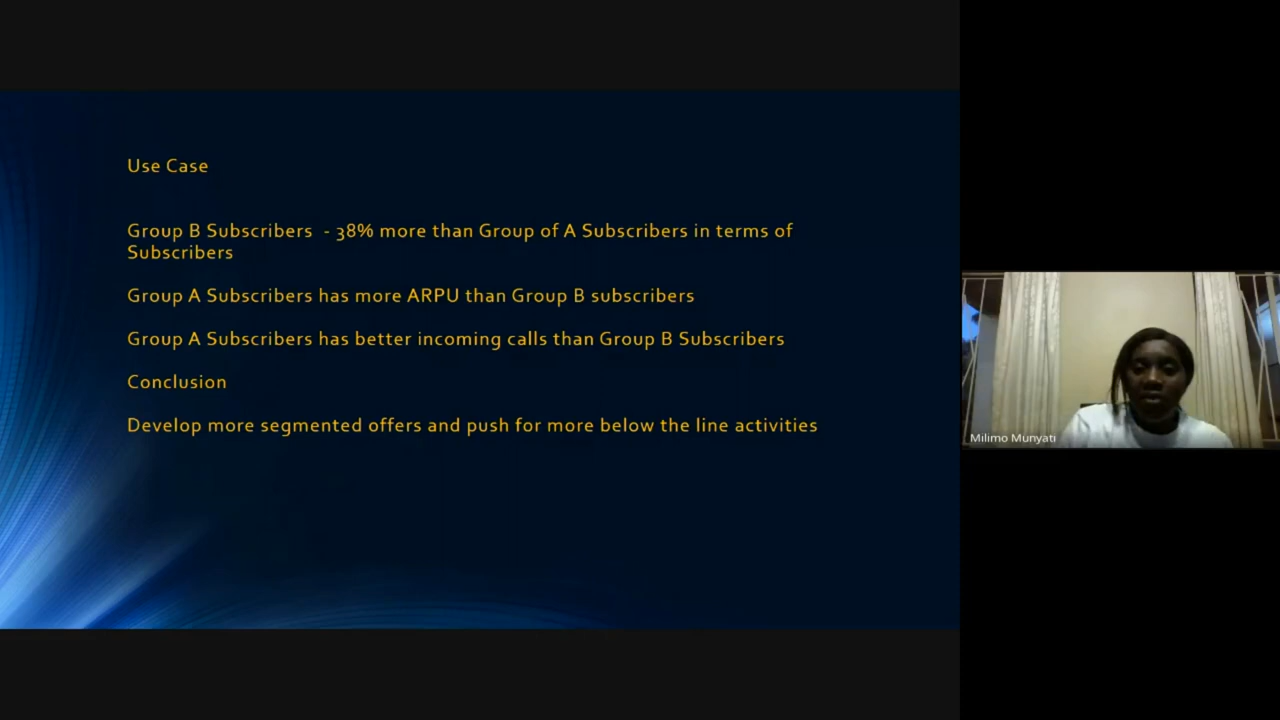 Use Case
Group B Subscribers  - 38% more than Group of A Subscribers in terms of
Subscribers
Group A Subscribers has more ARPU than Group B subscribers
Group A Subscribers has better incoming calls than Group B Subscribers
Conclusion
Develop more segmented offers and push for more below the line activities
Milimo Munyati